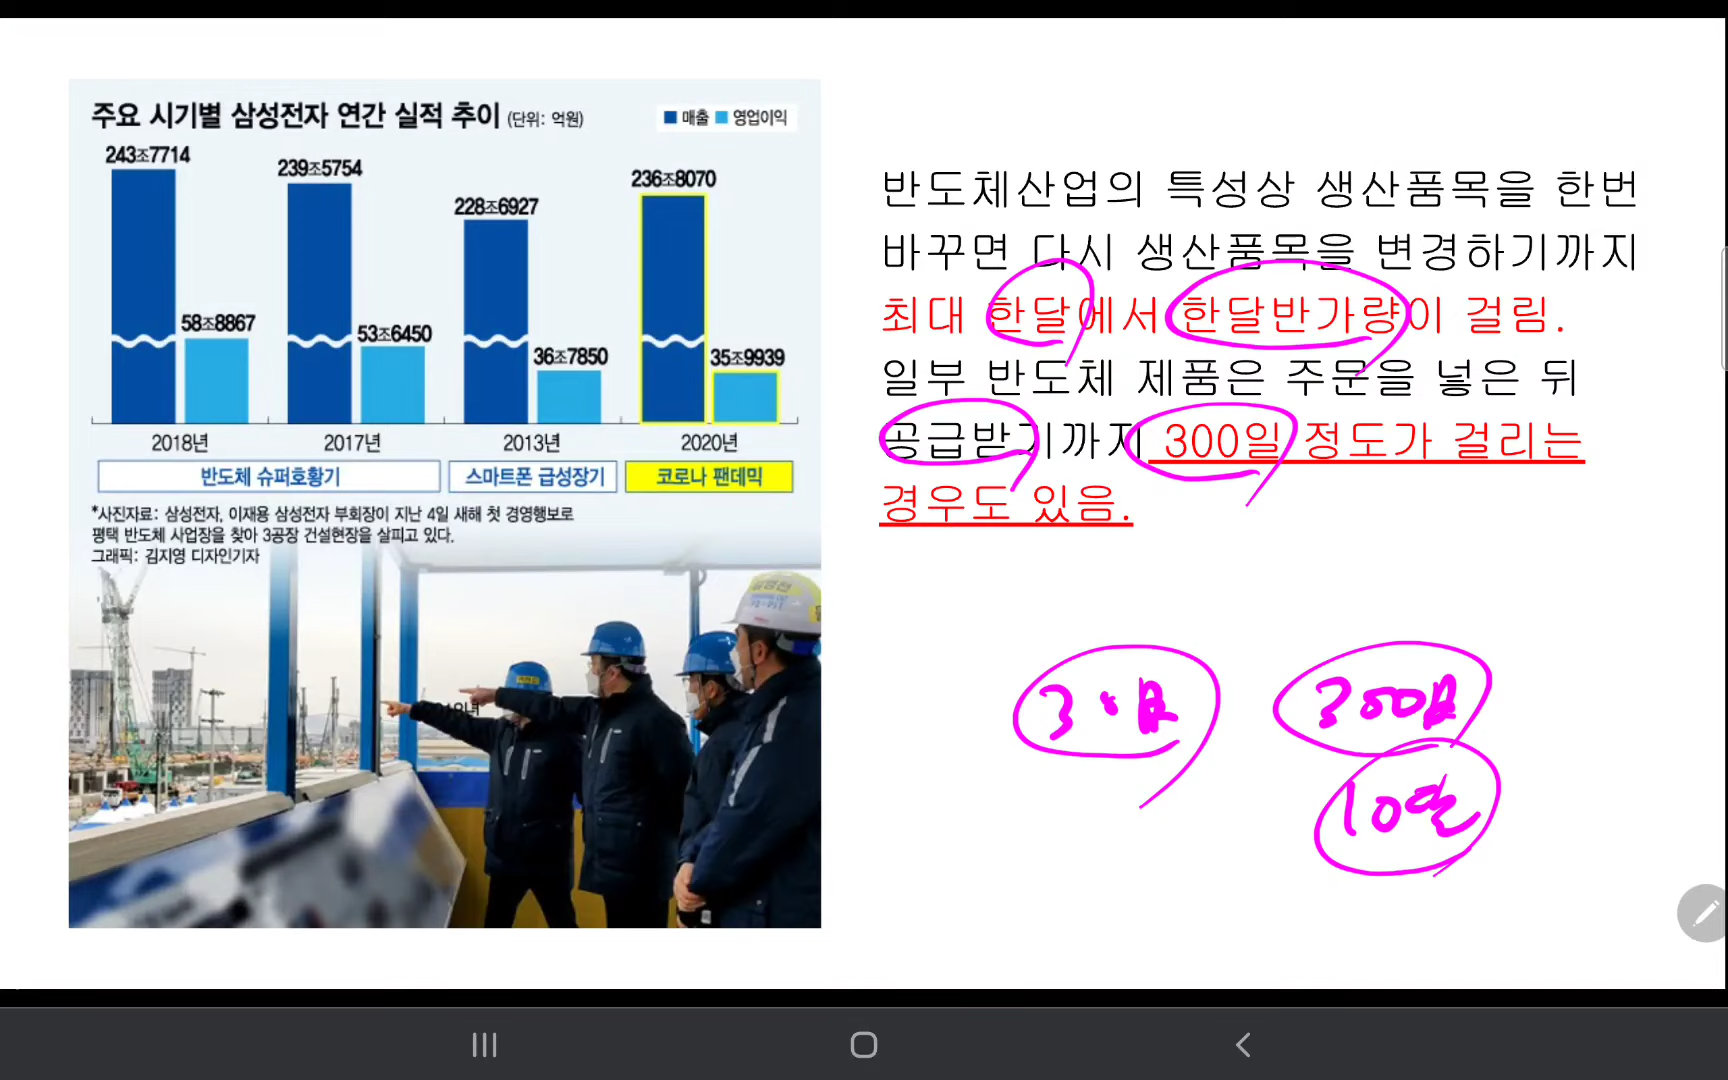 주요 시기별 삼성전자 연간 실적 추이 (단위: 억원)
매출 영업이익
243조7714
58조8867
239조5754
53조6450
228조6927
36조7850
236조8070
35조9939
2018년 2017년 2013년 2020년
반도체 슈퍼호황기 스마트폰 급성장기 코로나 팬데믹
*사진자료: 삼성전자, 이재용 삼성전자 부회장이 지난 4일 새해 첫 경영행보로
평택 반도체 사업장을 찾아 3공장 건설현장을 살피고 있다.
그래픽: 김지영 디자인기자
반도체산업의 특성상 생산품목을 한번
바꾸면 다시 생산품목을 변경하기까지
최대 한달에서 한달반가량이 걸림.
일부 반도체 제품은 주문을 넣은 뒤
공급받기까지 300일 정도가 걸리는
경우도 있음.
300일
10달